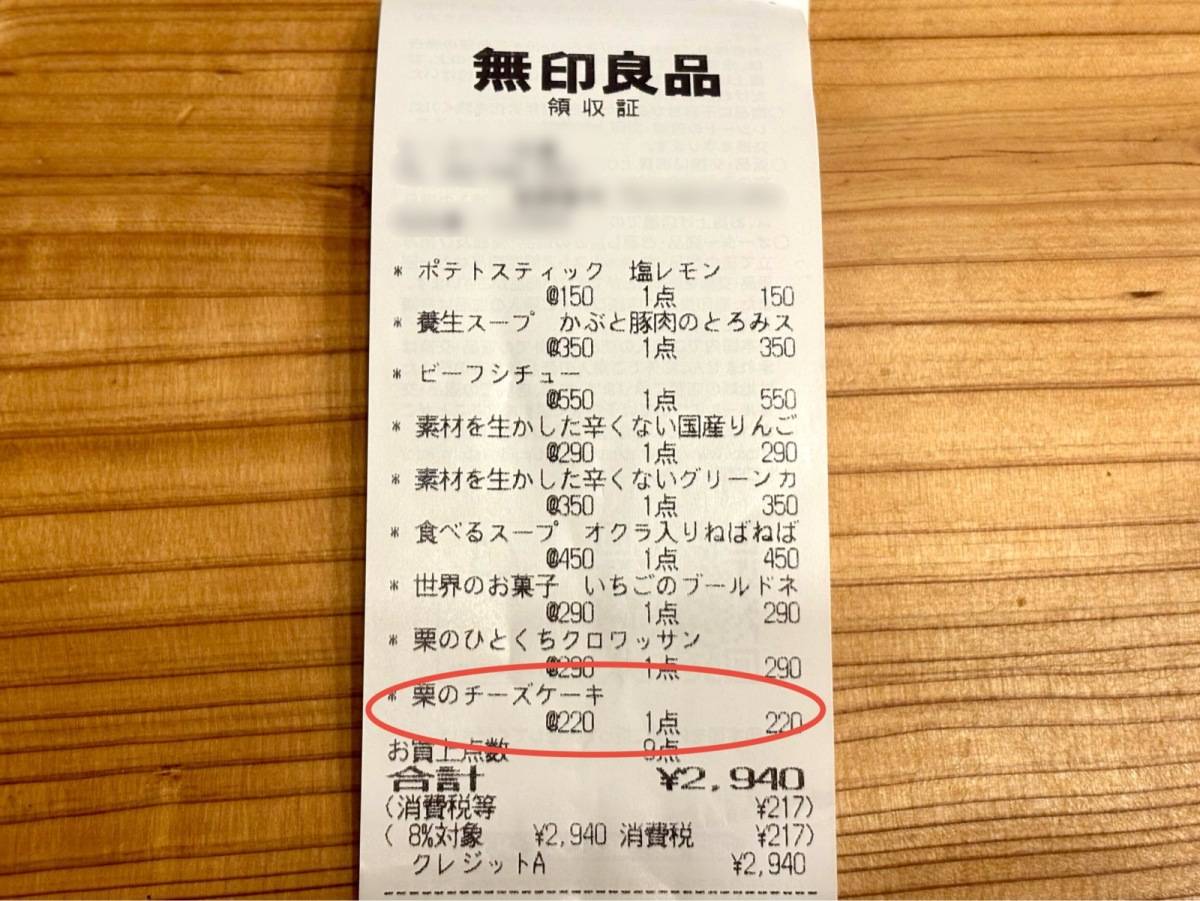 無印良品
領収証
* ポテトスティック 塩レモン
@150 1点 150
* 養生スープ かぶと豚肉のとろみス
@350 1点 350
* ビーフシチュー
@550 1点 550
* 素材を生かした辛くない国産りんご
@290 1点 290
* 素材を生かした辛くないグリーンカ
@350 1点 350
* 食べるスープ オクラ入りねばねば
@450 1点 450
* 世界のお菓子 いちごのブールドネ
@290 1点 290
* 栗のひとくちクロワッサン
@290 1点 290
* 栗のチーズケーキ
@220 1点 220
お買上点数 9点
合計 ¥2,940
(消費税等 ¥217)
( 8%対象 ¥2,940 消費税 ¥217)
クレジットA ¥2,940